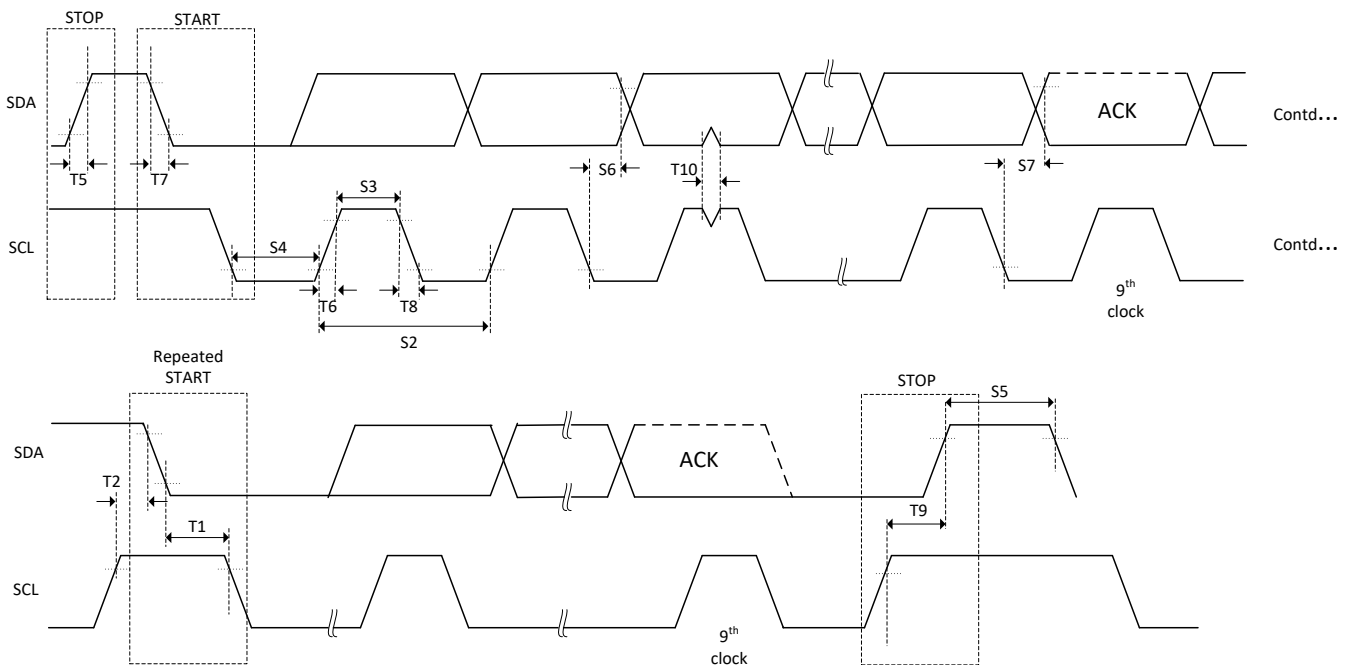 STOP
START
SDA
ACK
Contd...
T5
T7
S6
T10
S7
S3
SCL
S4
Contd...
T6
T8
9th
clock
S2
Repeated
START
STOP
S5
SDA
ACK
T2
T9
T1
SCL
9th
clock